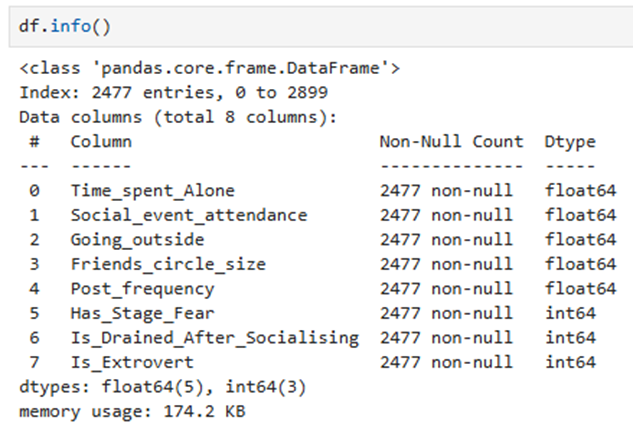 df.info()
<class 'pandas.core.frame.DataFrame'>
Index: 2477 entries, 0 to 2899
Data columns (total 8 columns):
 #   Column                        Non-Null Count  Dtype
---  ------                        --------------  -----
 0   Time_spent_Alone              2477 non-null   float64
 1   Social_event_attendance       2477 non-null   float64
 2   Going_outside                 2477 non-null   float64
 3   Friends_circle_size           2477 non-null   float64
 4   Post_frequency                2477 non-null   float64
 5   Has_Stage_Fear                2477 non-null   int64
 6   Is_Drained_After_Socialising  2477 non-null   int64
 7   Is_Extrovert                  2477 non-null   int64
dtypes: float64(5), int64(3)
memory usage: 174.2 KB